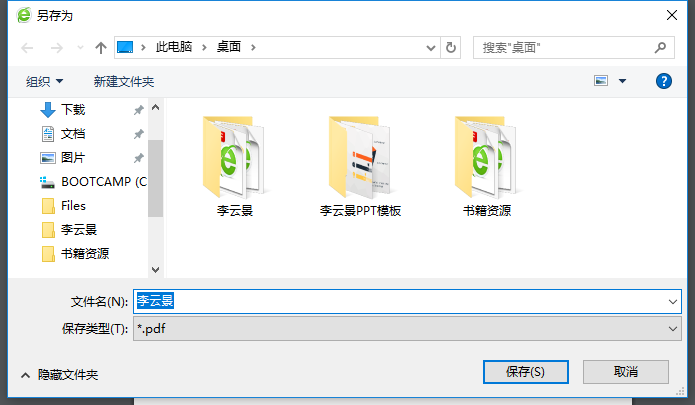 另存为
此电脑
桌面
搜索"桌面"
组织
新建文件夹
下载
文档
图片
BOOTCAMP (C
Files
李云景
书籍资源
李云景
李云景PPT模板
书籍资源
文件名(N):
李云景
保存类型(T):
*.pdf
隐藏文件夹
保存(S)
取消